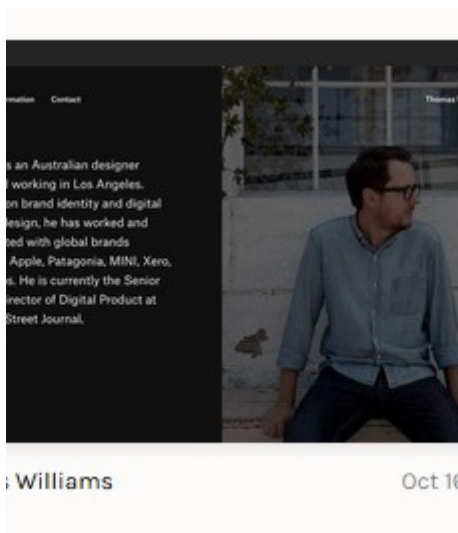 rmation Contact Thomas
s an Australian designer
working in Los Angeles.
on brand identity and digital
design, he has worked and
ted with global brands
Apple, Patagonia, MINI, Xero,
s. He is currently the Senior
irector of Digital Product at
Street Journal.
s Williams Oct 16